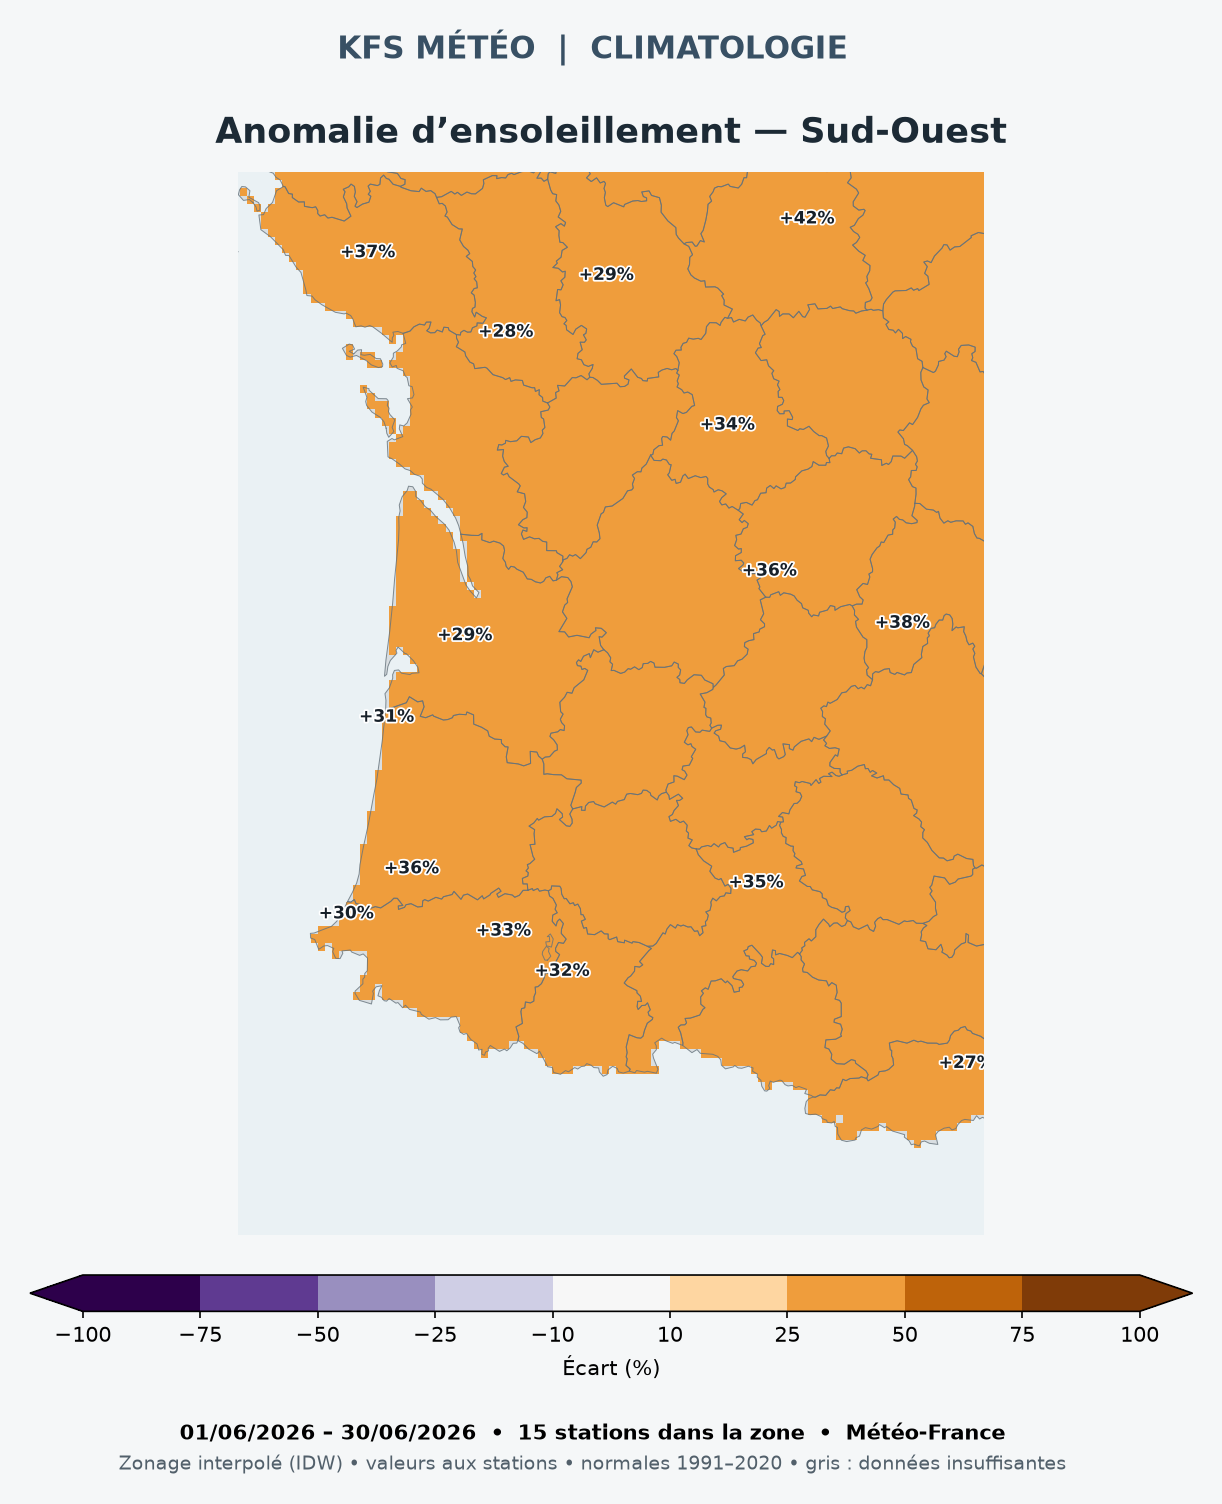 KFS MÉTÉO | CLIMATOLOGIE
Anomalie d’ensoleillement — Sud-Ouest
+42%
+37%
+29%
+28%
+34%
+36%
+38%
+29%
+31%
+36%
+35%
+30%
+33%
+32%
+27%
−100 −75 −50 −25 −10 10 25 50 75 100
Écart (%)
01/06/2026 – 30/06/2026 • 15 stations dans la zone • Météo-France
Zonage interpolé (IDW) • valeurs aux stations • normales 1991–2020 • gris : données insuffisantes